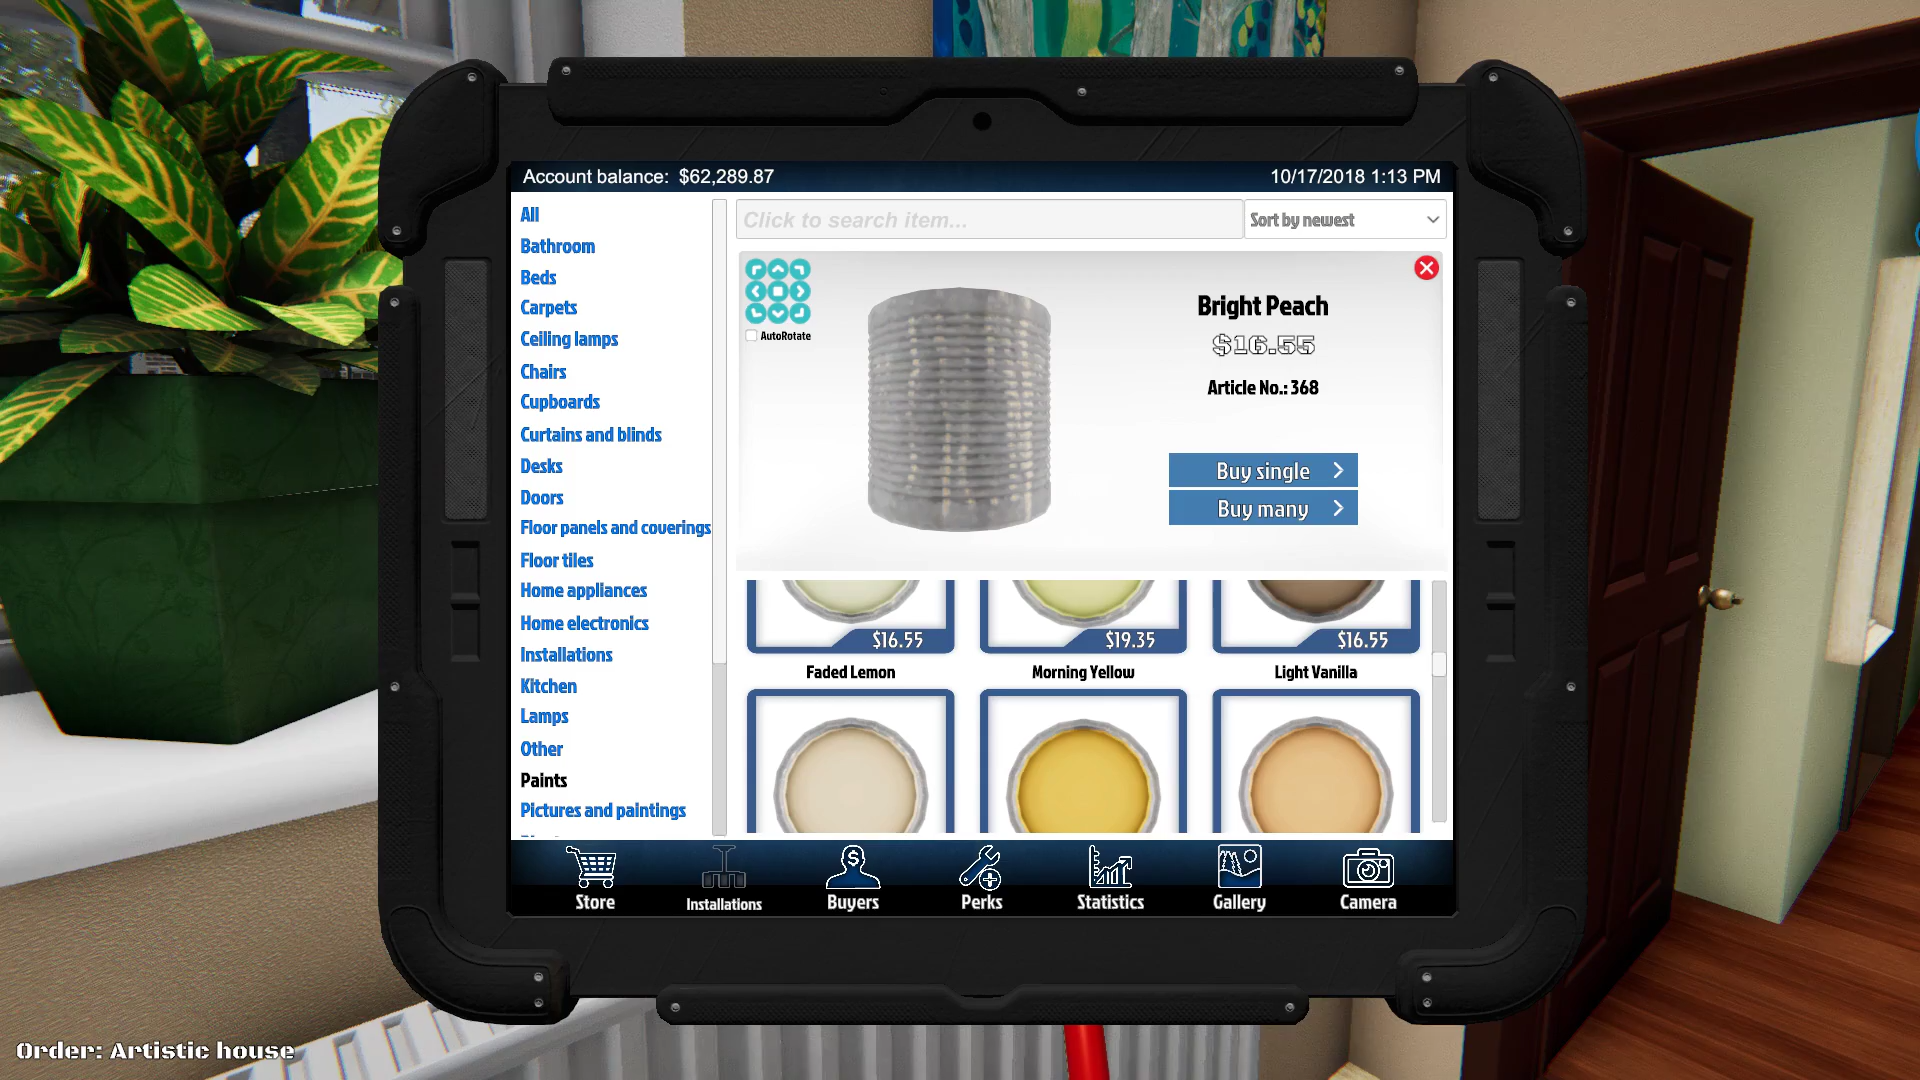 Account balance: $62,289.87
10/17/2018 1:13 PM
All
Bathroom
Beds
Carpets
Ceiling lamps
Chairs
Cupboards
Curtains and blinds
Desks
Doors
Floor panels and coverings
Floor tiles
Home appliances
Home electronics
Installations
Kitchen
Lamps
Other
Paints
Pictures and paintings
Click to search item...
Sort by newest
AutoRotate
Bright Peach
$16.55
Article No.: 368
Buy single
Buy many
$16.55
$19.35
$16.55
Faded Lemon
Morning Yellow
Light Vanilla
Store
Installations
Buyers
Perks
Statistics
Gallery
Camera
Order: Artistic house